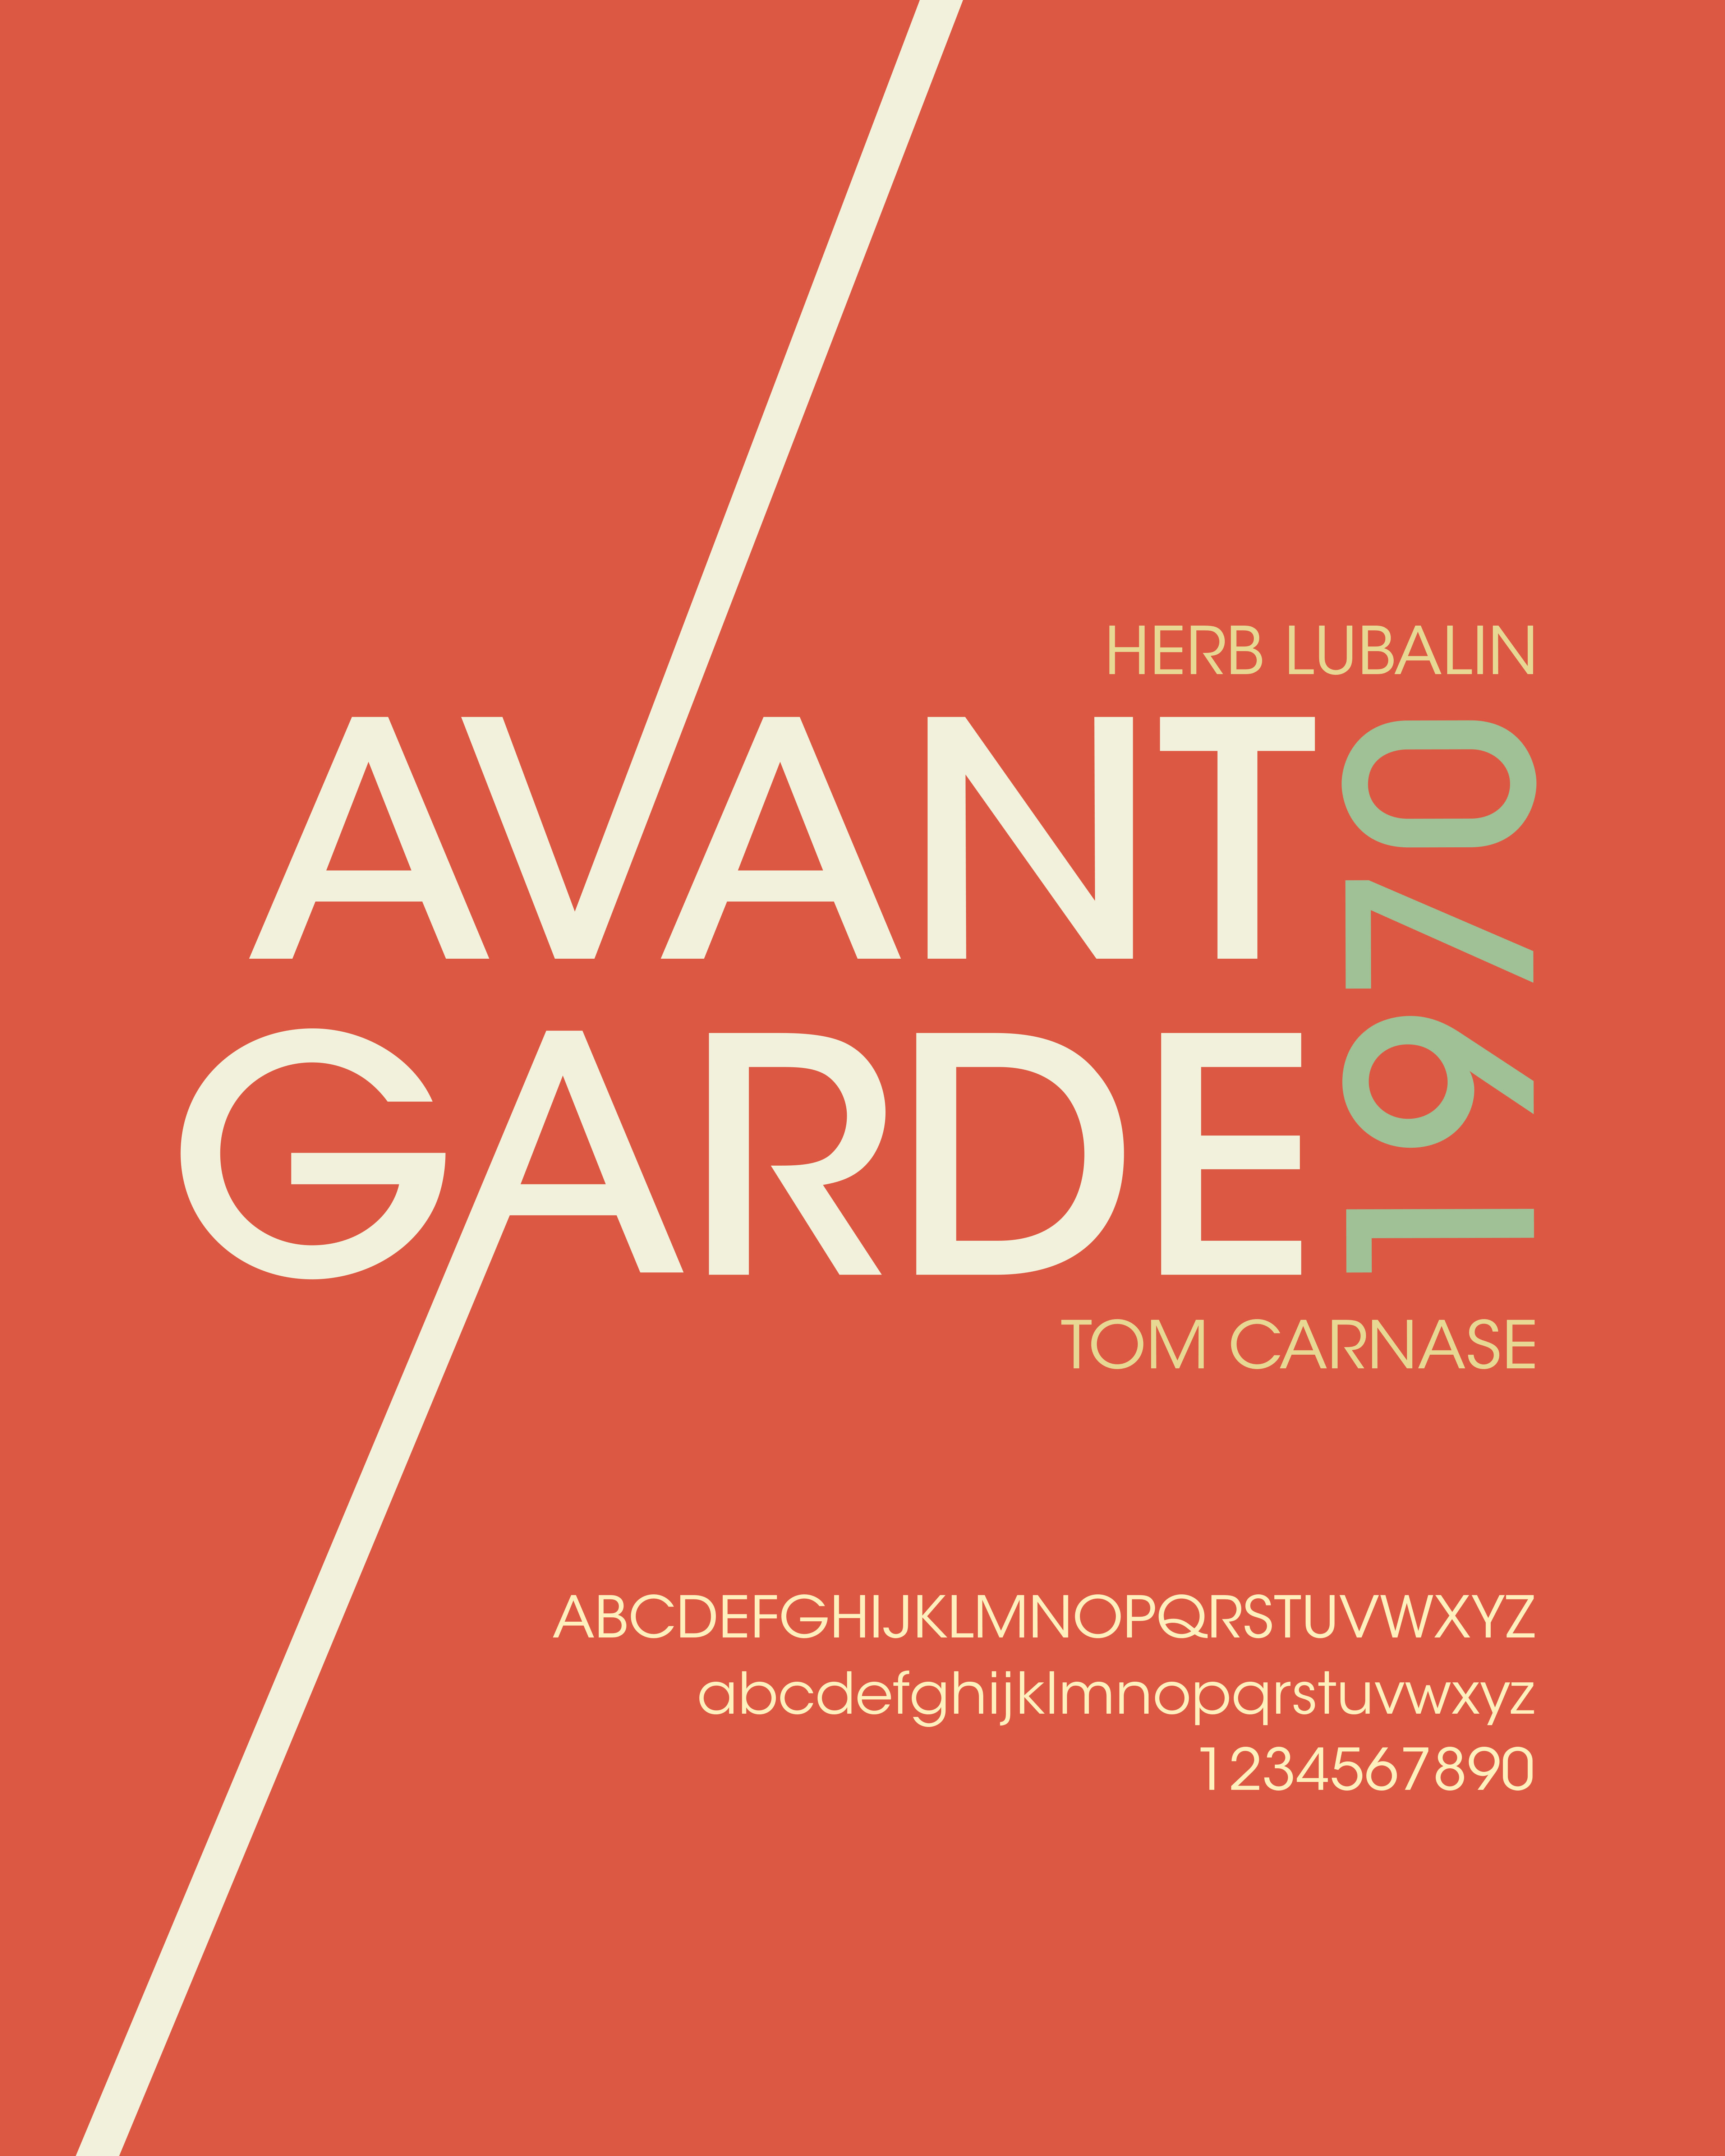 HERB LUBALIN
AVANT
GARDE
1970
TOM CARNASE
ABCDEFGHIJKLMNOPQRSTUVWXYZ
abcdefghijklmnopqrstuvwxyz
1234567890